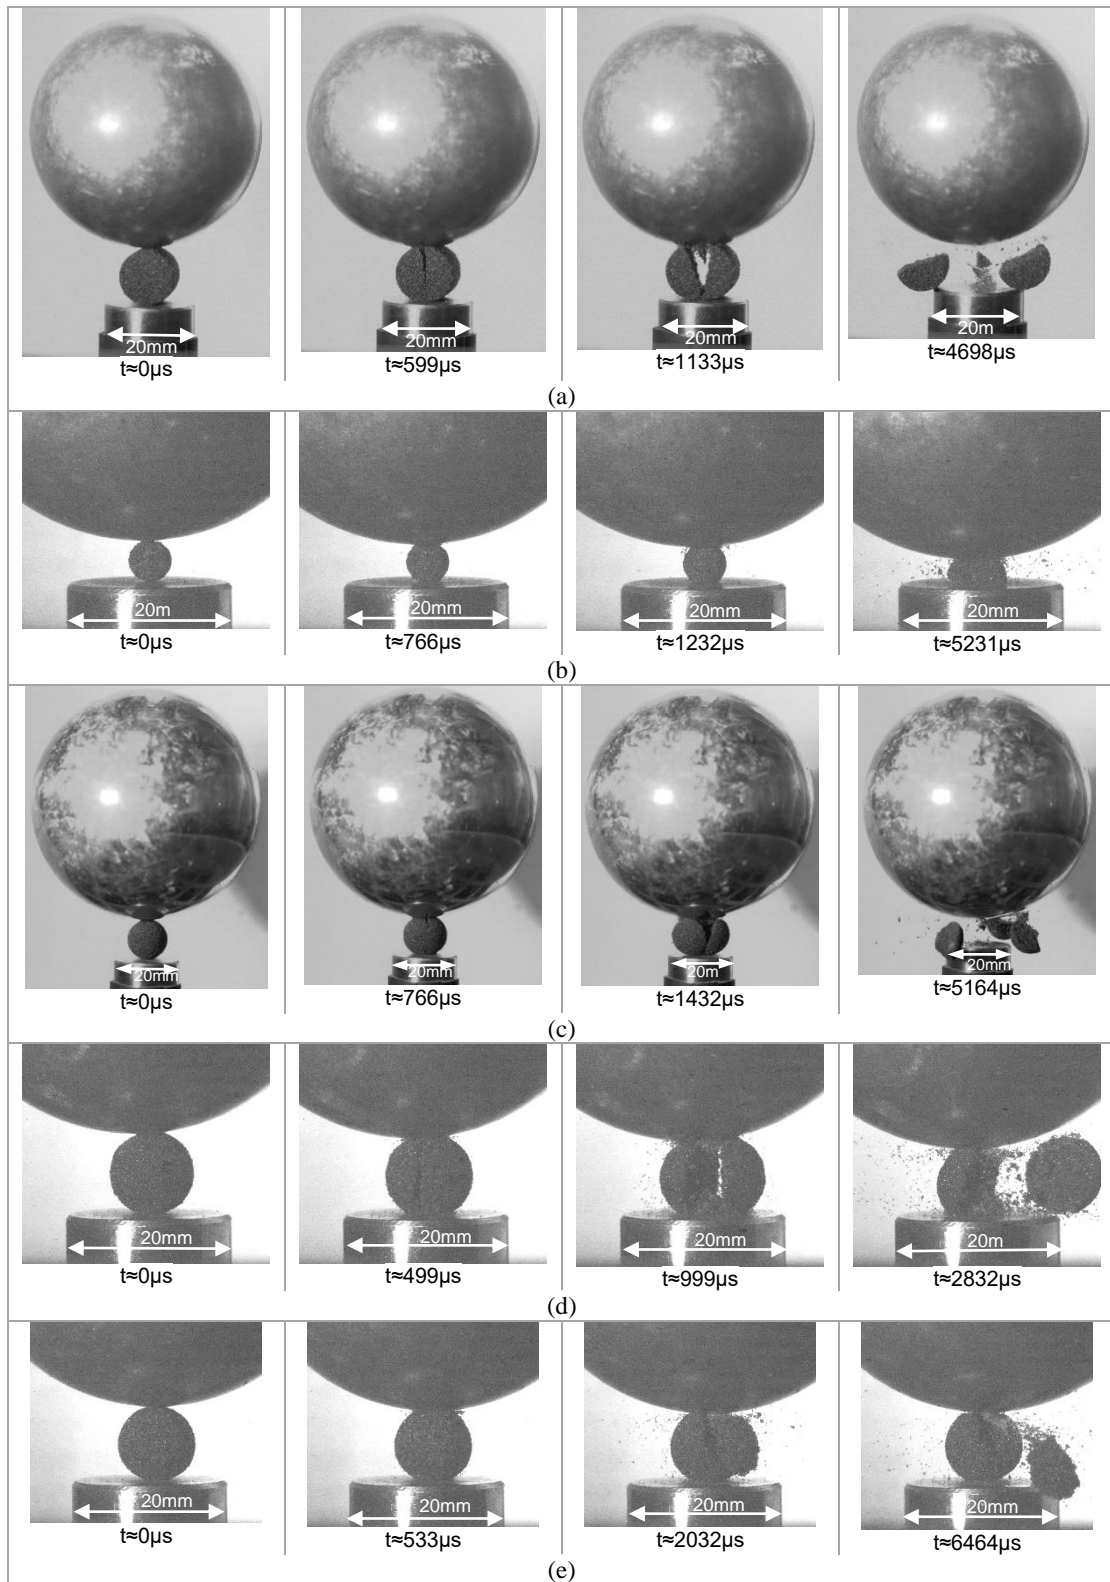 20mm 20mm 20mm 20m
t≈0µs t≈599µs t≈1133µs t≈4698µs
(a)
20m 20mm 20mm 20mm
t≈0µs t≈766µs t≈1232µs t≈5231µs
(b)
20mm 20mm 20m 20mm
t≈0µs t≈766µs t≈1432µs t≈5164µs
(c)
20mm 20mm 20mm 20m
t≈0µs t≈499µs t≈999µs t≈2832µs
(d)
20mm 20mm 20mm 20mm
t≈0µs t≈533µs t≈2032µs t≈6464µs
(e)